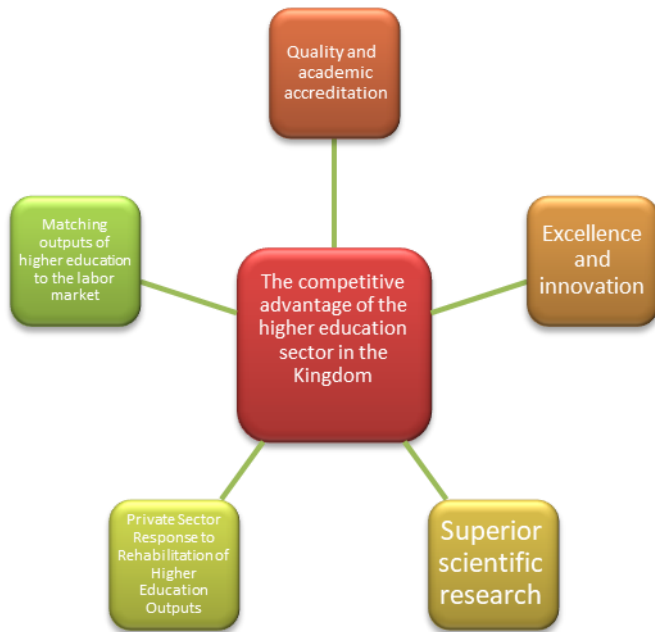 Quality and
academic
accreditation
Matching
outputs of
higher education
to the labor
market
Excellence
and
innovation
The competitive
advantage of the
higher education
sector in the
Kingdom
Private Sector
Response to
Rehabilitation of
Higher
Education
Outputs
Superior
scientific
research